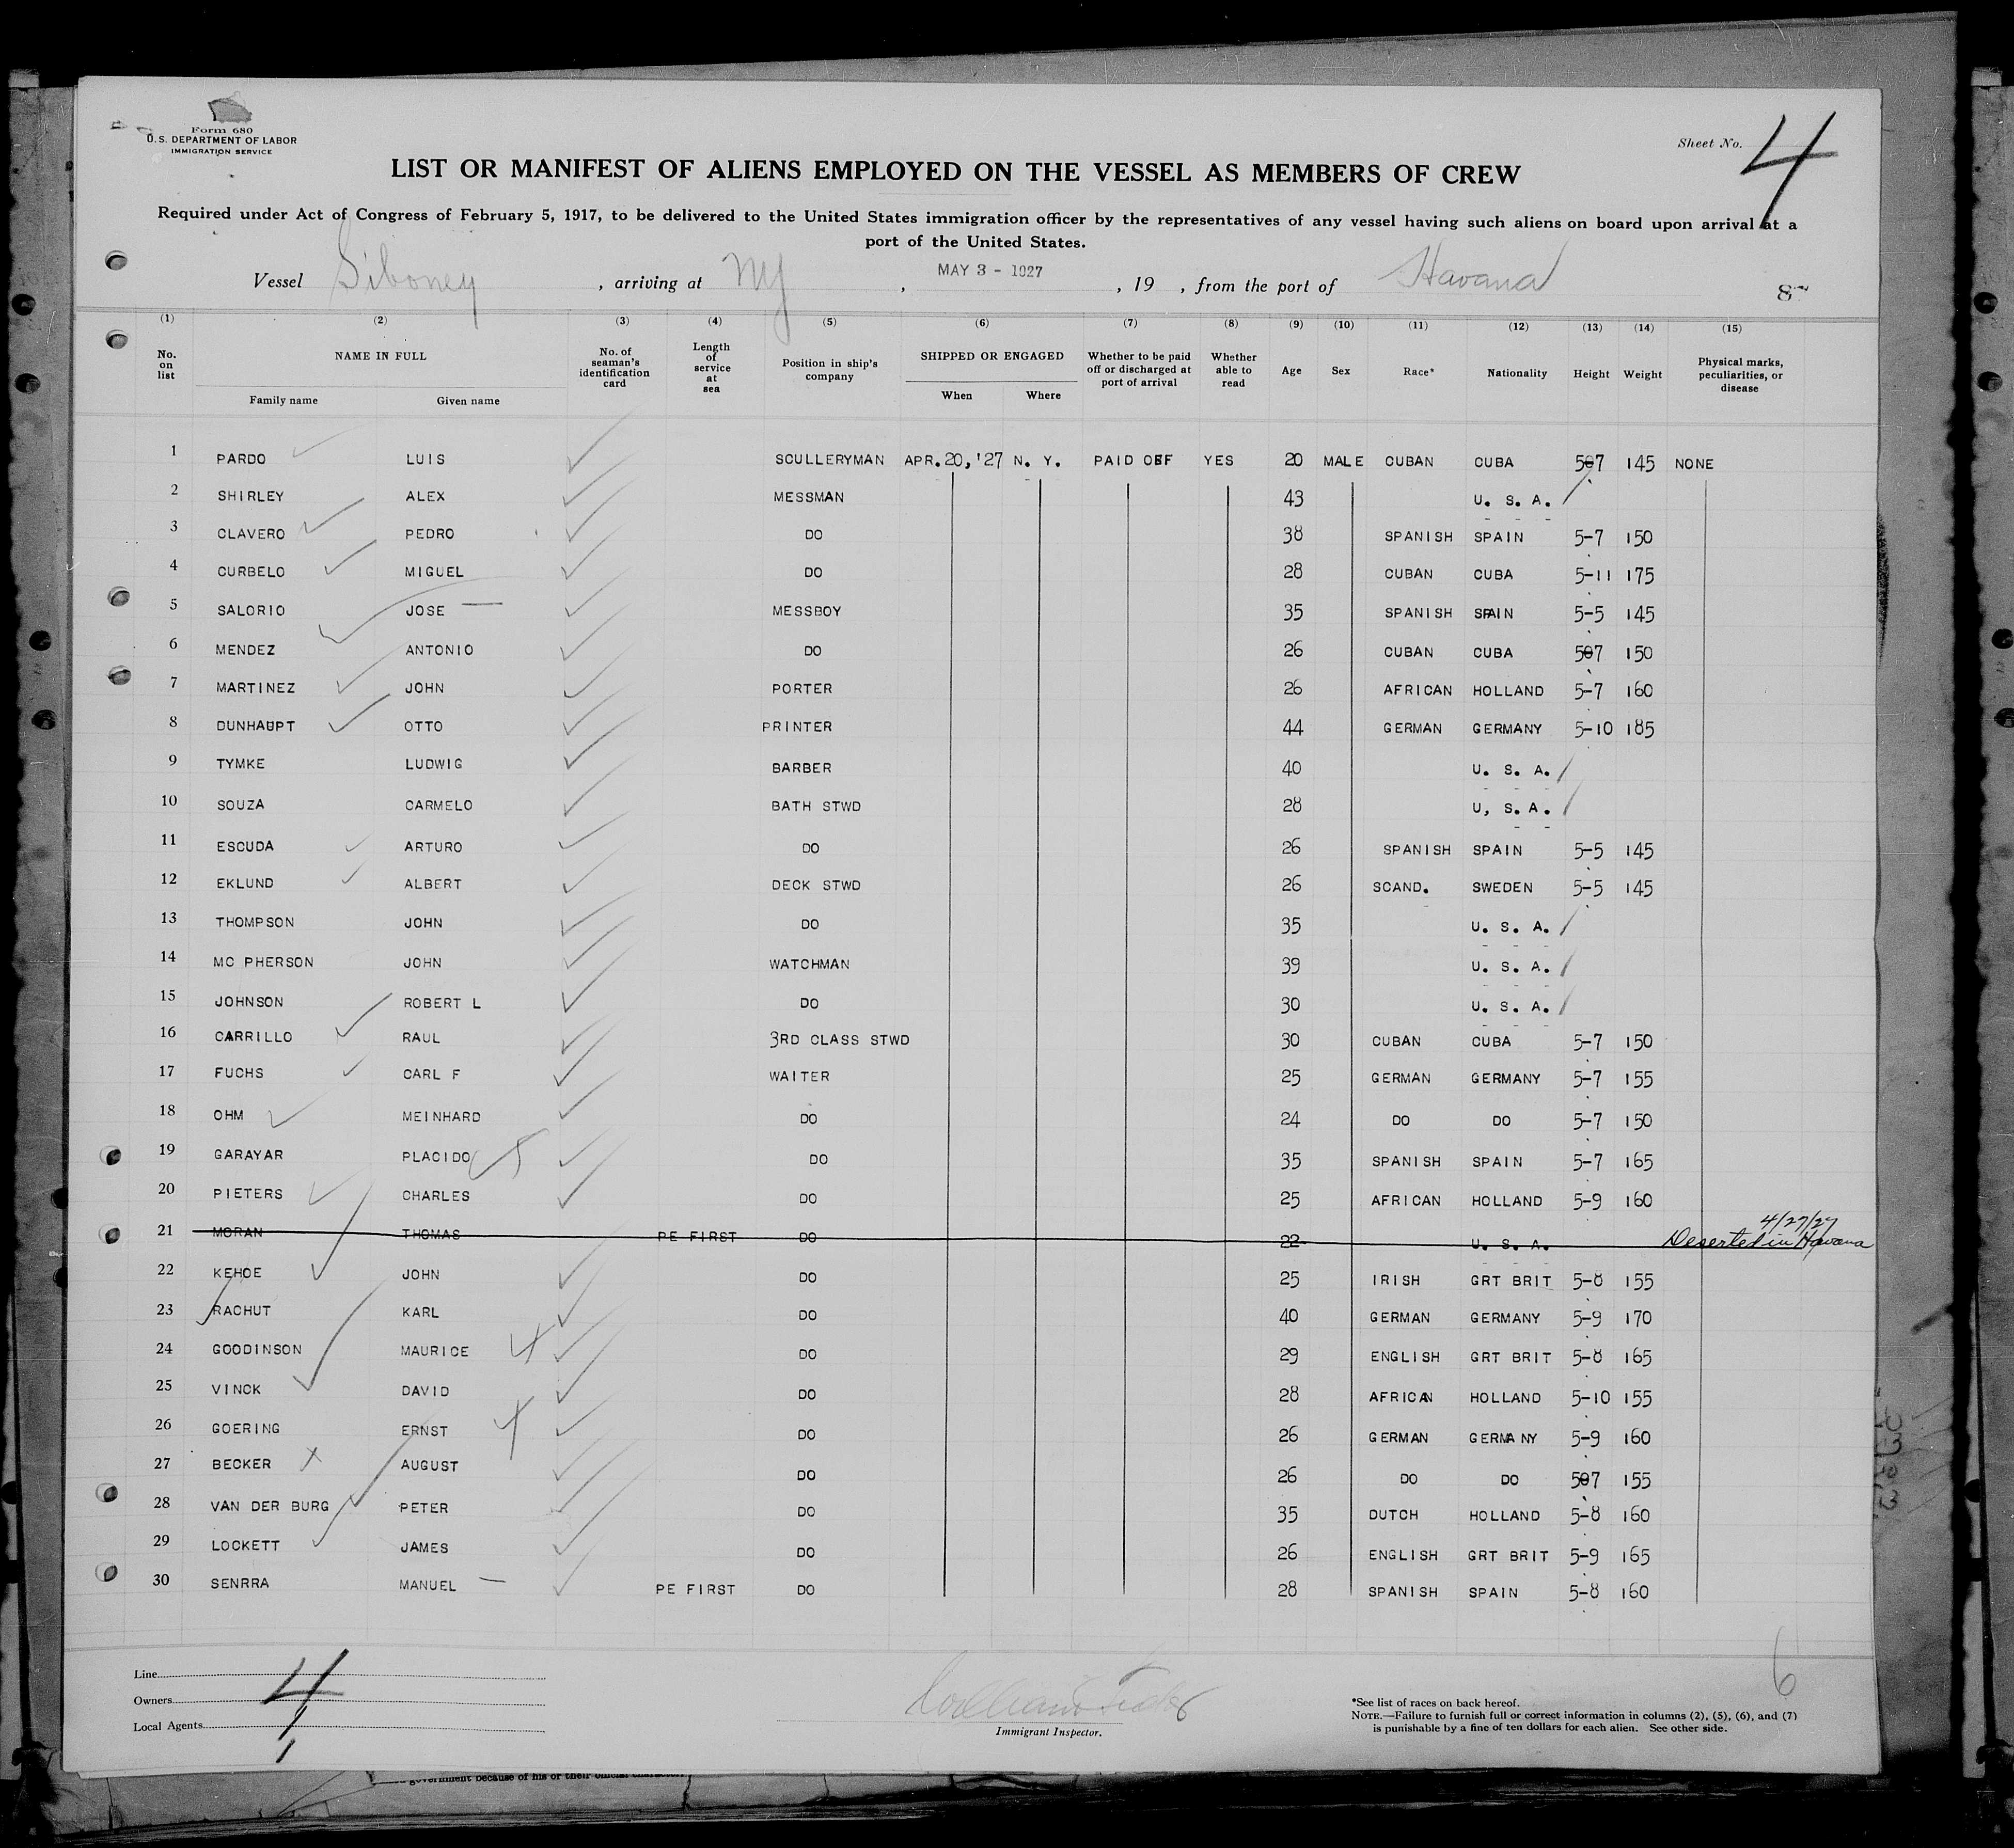 Form 680
U. S. DEPARTMENT OF LABOR
IMMIGRATION SERVICE
Sheet No. 4
LIST OR MANIFEST OF ALIENS EMPLOYED ON THE VESSEL AS MEMBERS OF CREW
Required under Act of Congress of February 5, 1917, to be delivered to the United States immigration officer by the representatives of any vessel having such aliens on board upon arrival at a
port of the United States.
Vessel Siboney , arriving at NY , MAY 3 - 1927 , 19 , from the port of Havana
(1) (2) (3) (4) (5) (6) (7) (8) (9) (10) (11) (12) (13) (14) (15)
No. on list NAME IN FULL Family name Given name No. of seaman's identification card Length of service at sea Position in ship's company SHIPPED OR ENGAGED When Where Whether to be paid off or discharged at port of arrival Whether able to read Age Sex Race* Nationality Height Weight Physical marks, peculiarities, or disease
1 PARDO LUIS SCULLERYMAN APR.20,'27 N. Y. PAID OFF YES 20 MALE CUBAN CUBA 507 145 NONE
2 SHIRLEY ALEX MESSMAN 43 U. S. A.
3 CLAVERO PEDRO DO 38 SPANISH SPAIN 5-7 150
4 CURBELO MIGUEL DO 28 CUBAN CUBA 5-11 175
5 SALORIO JOSE MESSBOY 35 SPANISH SPAIN 5-5 145
6 MENDEZ ANTONIO DO 26 CUBAN CUBA 507 150
7 MARTINEZ JOHN PORTER 26 AFRICAN HOLLAND 5-7 160
8 DUNHAUPT OTTO PRINTER 44 GERMAN GERMANY 5-10 185
9 TYMKE LUDWIG BARBER 40 U. S. A.
10 SOUZA CARMELO BATH STWD 28 U, S. A.
11 ESCUDA ARTURO DO 26 SPANISH SPAIN 5-5 145
12 EKLUND ALBERT DECK STWD 26 SCAND. SWEDEN 5-5 145
13 THOMPSON JOHN DO 35 U. S. A.
14 MC PHERSON JOHN WATCHMAN 39 U. S. A.
15 JOHNSON ROBERT L DO 30 U. S. A.
16 CARRILLO RAUL 3RD CLASS STWD 30 CUBAN CUBA 5-7 150
17 FUCHS CARL F WAITER 25 GERMAN GERMANY 5-7 155
18 OHM MEINHARD DO 24 DO DO 5-7 150
19 GARAYAR PLACIDO DO 35 SPANISH SPAIN 5-7 165
20 PIETERS CHARLES DO 25 AFRICAN HOLLAND 5-9 160
21 MORAN THOMAS PE FIRST DO 22 U. S. A. 4/27/27 Deserted in Havana
22 KEHOE JOHN DO 25 IRISH GRT BRIT 5-8 155
23 RACHUT KARL DO 40 GERMAN GERMANY 5-9 170
24 GOODINSON MAURICE DO 29 ENGLISH GRT BRIT 5-8 165
25 VINCK DAVID DO 28 AFRICAN HOLLAND 5-10 155
26 GOERING ERNST DO 26 GERMAN GERMANY 5-9 160
27 BECKER AUGUST DO 26 DO DO 507 155
28 VAN DER BURG PETER DO 35 DUTCH HOLLAND 5-8 160
29 LOCKETT JAMES DO 26 ENGLISH GRT BRIT 5-9 165
30 SENRRA MANUEL PE FIRST DO 28 SPANISH SPAIN 5-8 160
Line
Owners
Local Agents
4
6
Immigrant Inspector.
*See list of races on back hereof.
NOTE.—Failure to furnish full or correct information in columns (2), (5), (6), and (7)
is punishable by a fine of ten dollars for each alien. See other side.
government because of his or their official character.